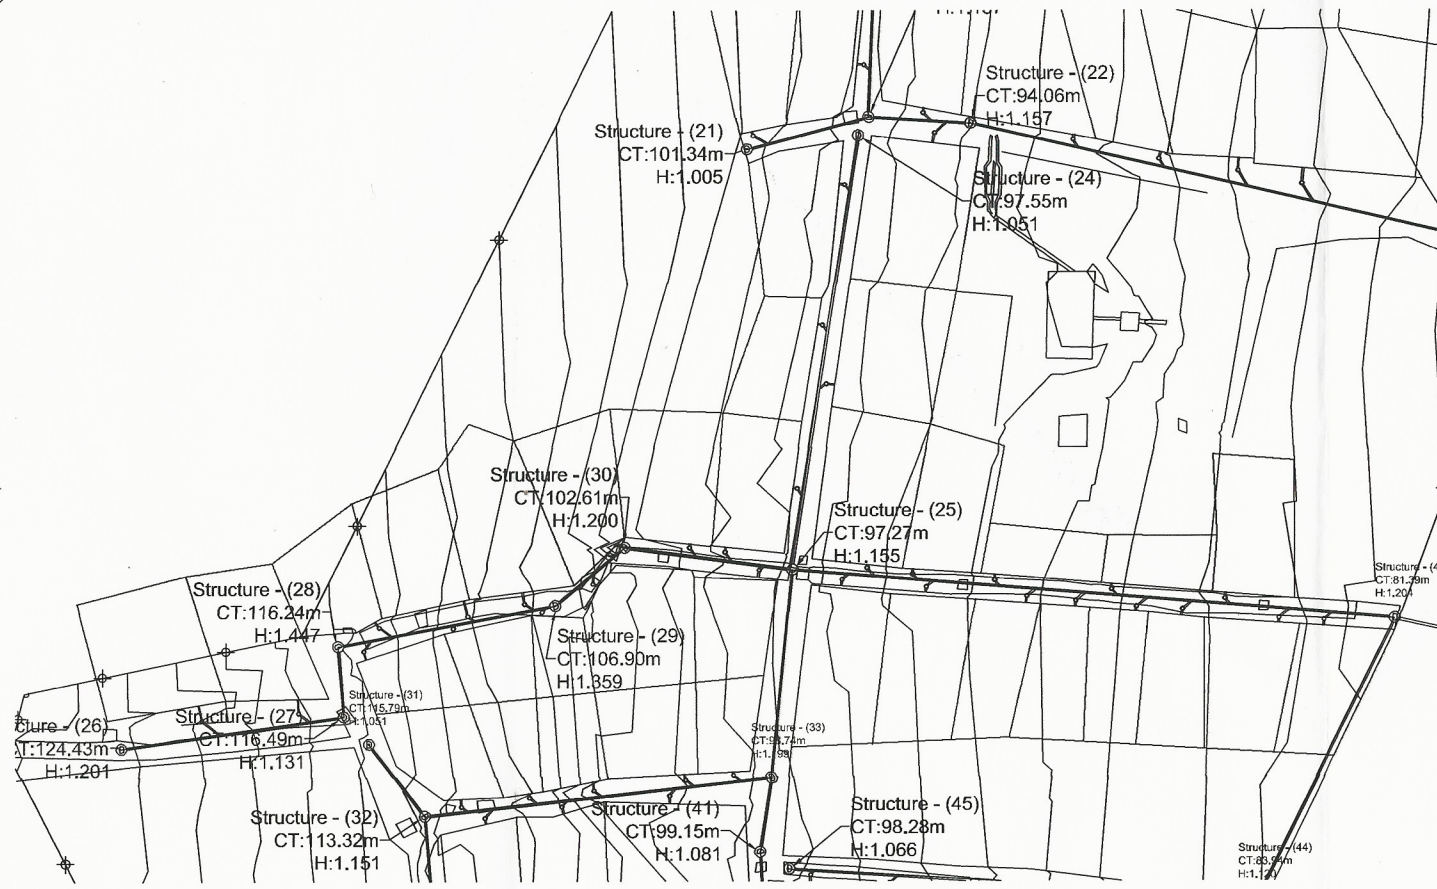 Structure - (22)
CT:94.06m
H:1.157
Structure - (21)
CT:101.34m
H:1.005
Structure - (24)
CT:97.55m
H:1.051
Structure - (30)
CT:102.61m
H:1.200
Structure - (25)
CT:97.27m
H:1.155
CT:81.39m
Structure - (28)
CT:116.24m
H:1.447
Structure - (29)
CT:106.90m
H:1.359
Structure - (31)
CT:115.79m
H:1.051
cture - (26)
T:124.43m
H:1.201
Structure - (27)
CT:116.49m
H:1.131
Structure - (33)
Structure - (32)
CT:113.32m
H:1.151
Structure - (41)
CT:99.15m
H:1.081
Structure - (45)
CT:98.28m
H:1.066
Structure - (44)